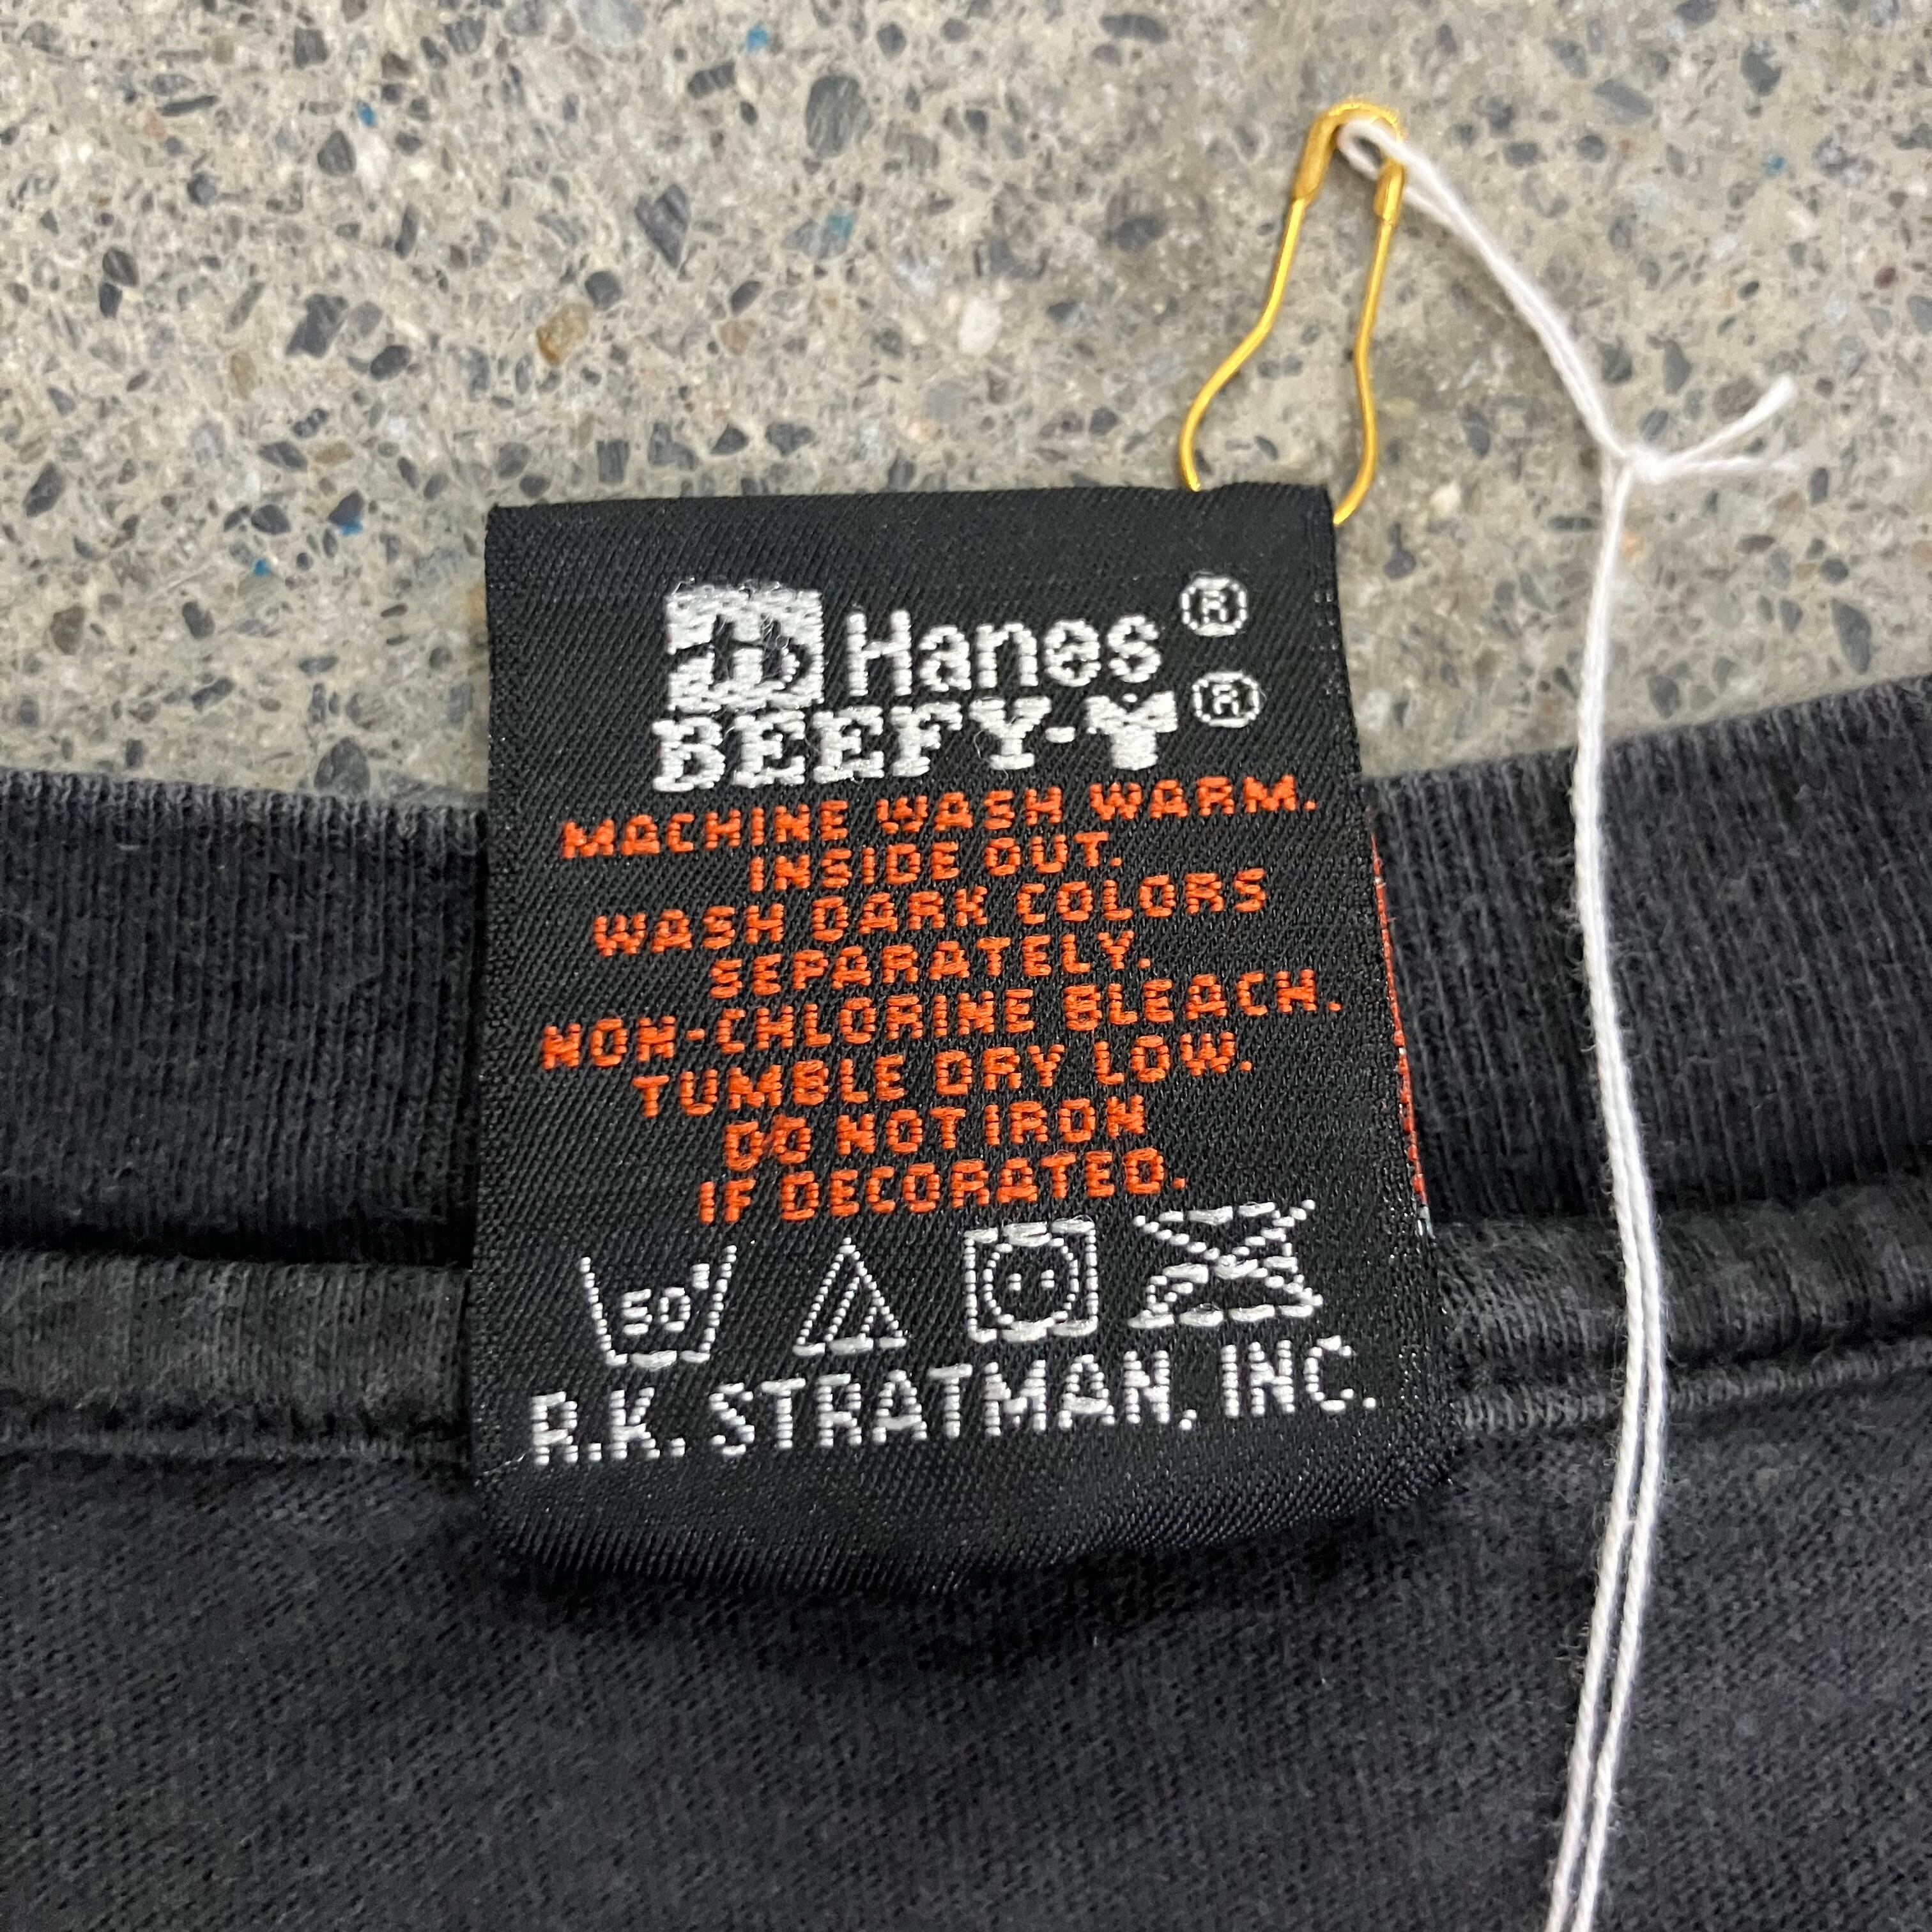 Hanes®
BEEFY-T®
MACHINE WASH WARM.
INSIDE OUT.
WASH DARK COLORS
SEPARATELY.
NON-CHLORINE BLEACH.
TUMBLE DRY LOW.
DO NOT IRON
IF DECORATED.
50°
R.K. STRATMAN, INC.